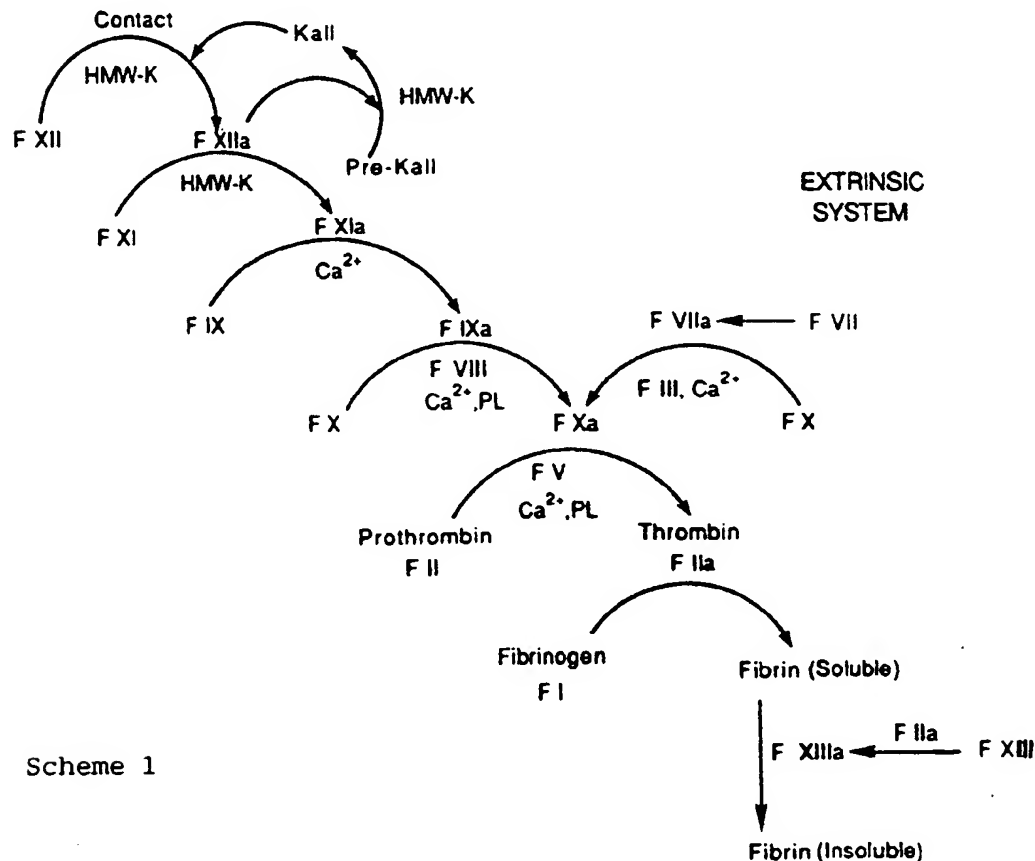 Contact
Kall
HMW-K
HMW-K
F XII
F XIIa
Pre-Kall
HMW-K
EXTRINSIC
SYSTEM
F XI
F XIa
Ca²⁺
F IX
F IXa
F VIIa
F VII
F VIII
Ca²⁺,PL
F III, Ca²⁺
F X
F Xa
F X
F V
Ca²⁺,PL
Prothrombin
F II
Thrombin
F IIa
Fibrinogen
F I
Fibrin (Soluble)
F XIIIa
F IIa
F XIII
Scheme 1
Fibrin (Insoluble)